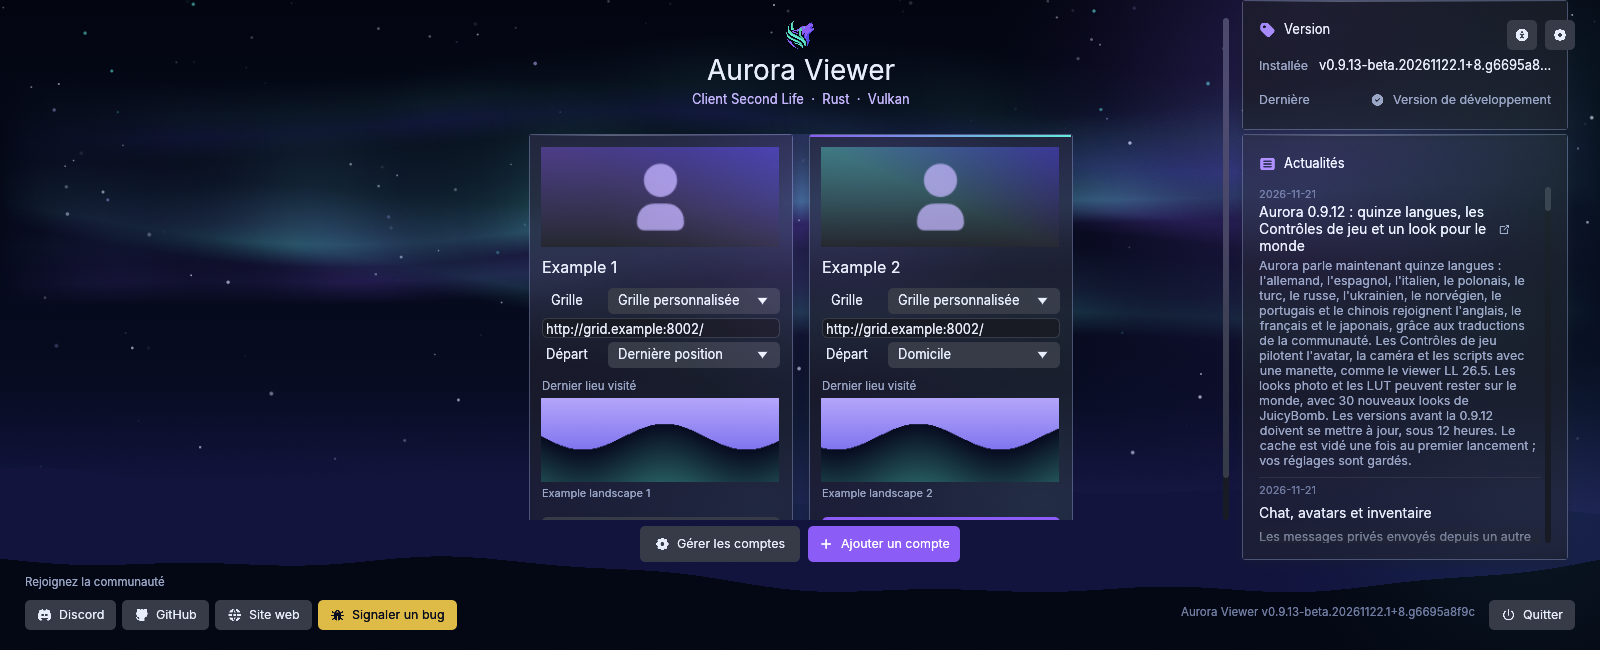 Aurora Viewer
Client Second Life · Rust · Vulkan
Example 1
Grille
Grille personnalisée
http://grid.example:8002/
Départ
Dernière position
Dernier lieu visité
Example landscape 1
Example 2
Grille
Grille personnalisée
http://grid.example:8002/
Départ
Domicile
Dernier lieu visité
Example landscape 2
Gérer les comptes
Ajouter un compte
Version
Installée
v0.9.13-beta.20261122.1+8.g6695a8...
Dernière
Version de développement
Actualités
2026-11-21
Aurora 0.9.12 : quinze langues, les
Contrôles de jeu et un look pour le
monde
Aurora parle maintenant quinze langues :
l'allemand, l'espagnol, l'italien, le polonais, le
turc, le russe, l'ukrainien, le norvégien, le
portugais et le chinois rejoignent l'anglais, le
français et le japonais, grâce aux traductions
de la communauté. Les Contrôles de jeu
pilotent l'avatar, la caméra et les scripts avec
une manette, comme le viewer LL 26.5. Les
looks photo et les LUT peuvent rester sur le
monde, avec 30 nouveaux looks de
JuicyBomb. Les versions avant la 0.9.12
doivent se mettre à jour, sous 12 heures. Le
cache est vidé une fois au premier lancement ;
vos réglages sont gardés.
2026-11-21
Chat, avatars et inventaire
Les messages privés envoyés depuis un autre
Rejoignez la communauté
Discord
GitHub
Site web
Signaler un bug
Aurora Viewer v0.9.13-beta.20261122.1+8.g6695a8f9c
Quitter